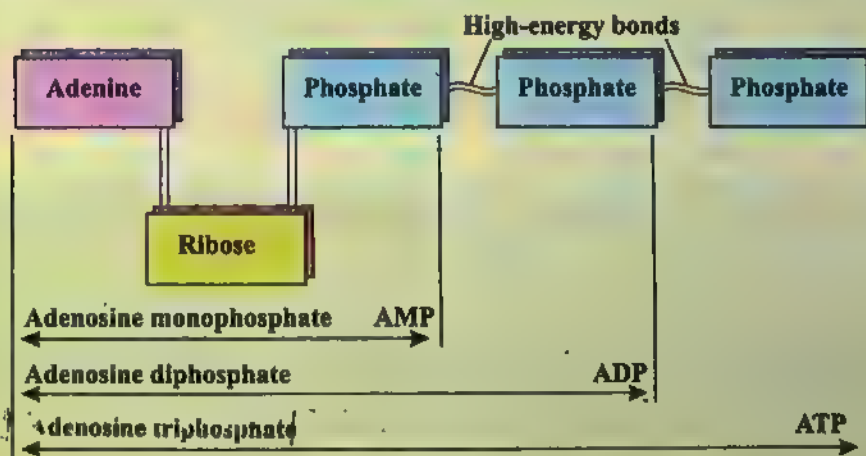 High-energy bonds
Adenine Phosphate Phosphate Phosphate
Ribose
Adenosine monophosphate AMP
Adenosine diphosphate ADP
Adenosine triphosphate ATP